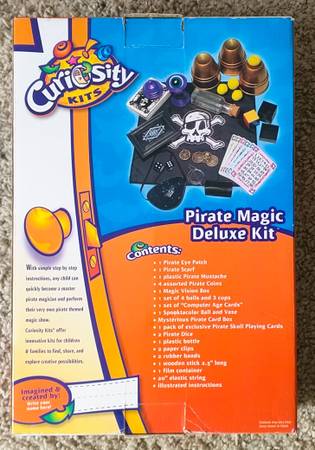 Curiosity
KITS
Pirate Magic
Deluxe Kit
Contents:
• 1 Pirate Eye Patch
• 1 Pirate Scarf
• 1 plastic Pirate Mustache
• 4 assorted Pirate Coins
• 1 Magic Vision Box
• 1 set of 4 balls and 3 cups
• 1 set of "Computer Age Cards"
• 1 Spooktacular Ball and Vase
• Mysterious Pirate Card Box
• 1 pack of exclusive Pirate Skull Playing Cards
• 2 Pirate Dice
• 1 plastic bottle
• 2 paper clips
• 2 rubber bands
• 1 wooden stick 2.5" long
• 1 film container
• 20" elastic string
• Illustrated instructions
With simple step by step
instructions, any child can
quickly become a master
pirate magician and perform
their very own pirate themed
magic show.
Curiosity Kits® offer
innovative kits for children
& families to find, share, and
explore creative possibilities.
Imagined &
created by:
Write your
name here!